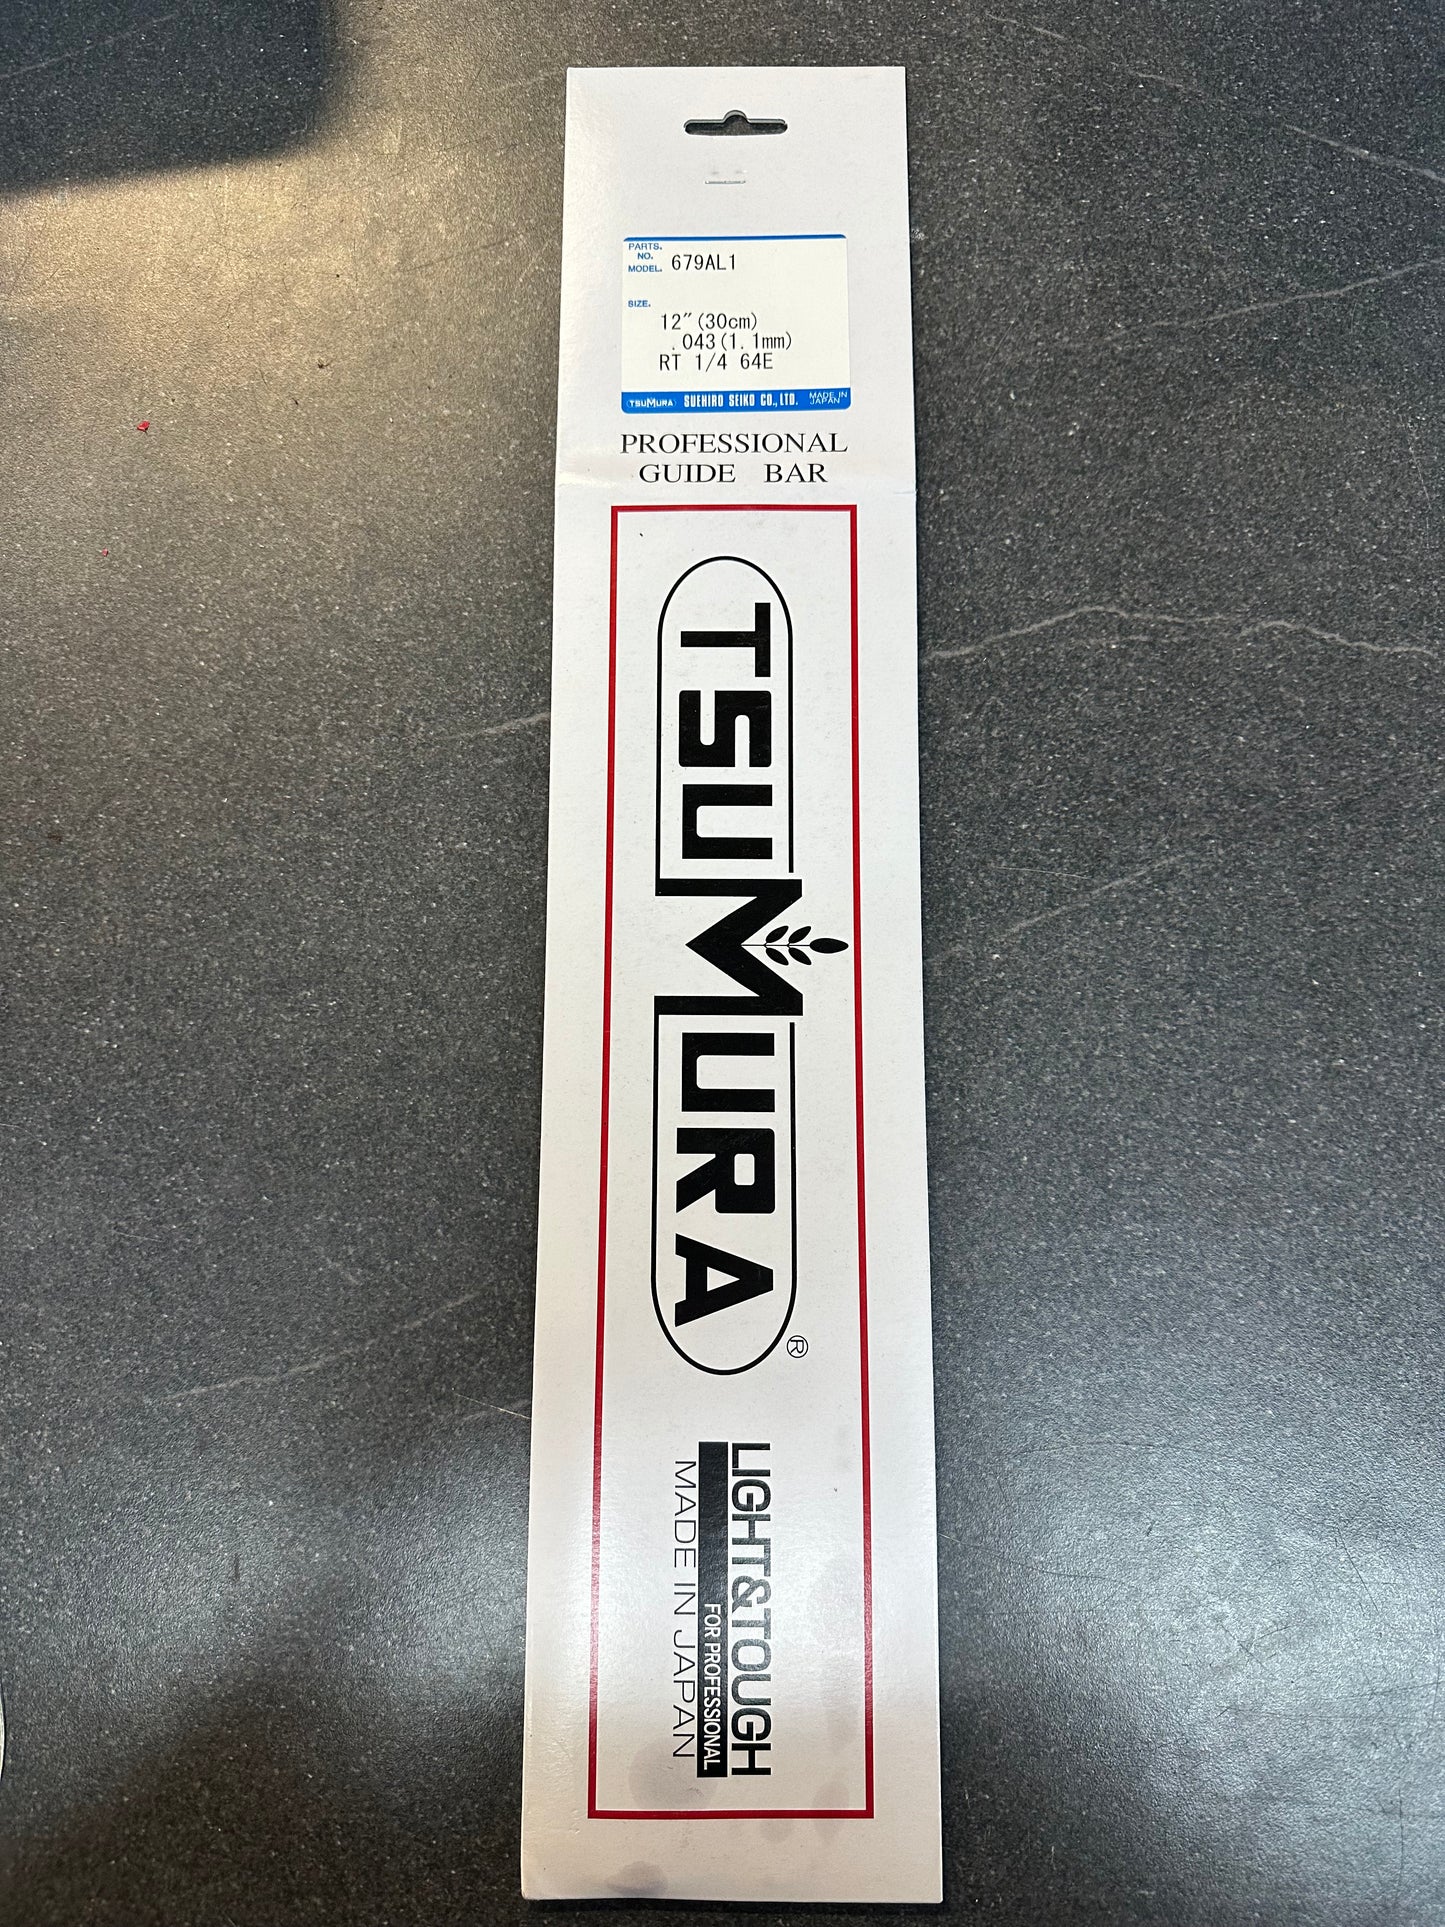 PARTS.
NO.
MODEL. 679AL1
SIZE.
12"(30cm)
.043(1.1mm)
RT 1/4 64E
TSUMURA SUEHIRO SEIKO CO., LTD. MADE IN
JAPAN
PROFESSIONAL
GUIDE BAR
TSUMURA®
LIGHT&TOUGH
FOR PROFESSIONAL
MADE IN JAPAN